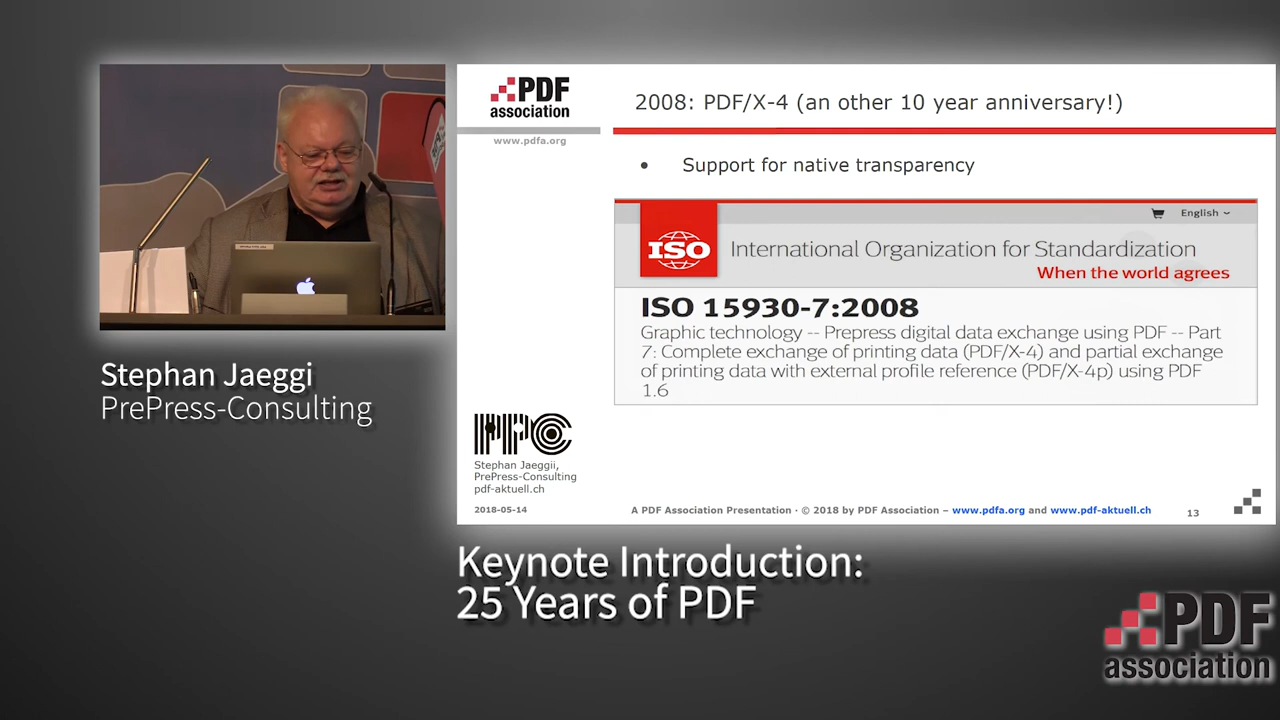 Stephan Jaeggi
PrePress-Consulting
PDF
association
www.pdfa.org
2008: PDF/X-4 (an other 10 year anniversary!)
• Support for native transparency
English
ISO
International Organization for Standardization
When the world agrees
ISO 15930-7:2008
Graphic technology -- Prepress digital data exchange using PDF -- Part
7: Complete exchange of printing data (PDF/X-4) and partial exchange
of printing data with external profile reference (PDF/X-4p) using PDF
1.6
PPC
Stephan Jaeggii,
PrePress-Consulting
pdf-aktuell.ch
2018-05-14
A PDF Association Presentation · © 2018 by PDF Association – www.pdfa.org and www.pdf-aktuell.ch
13
Keynote Introduction:
25 Years of PDF
PDF
association